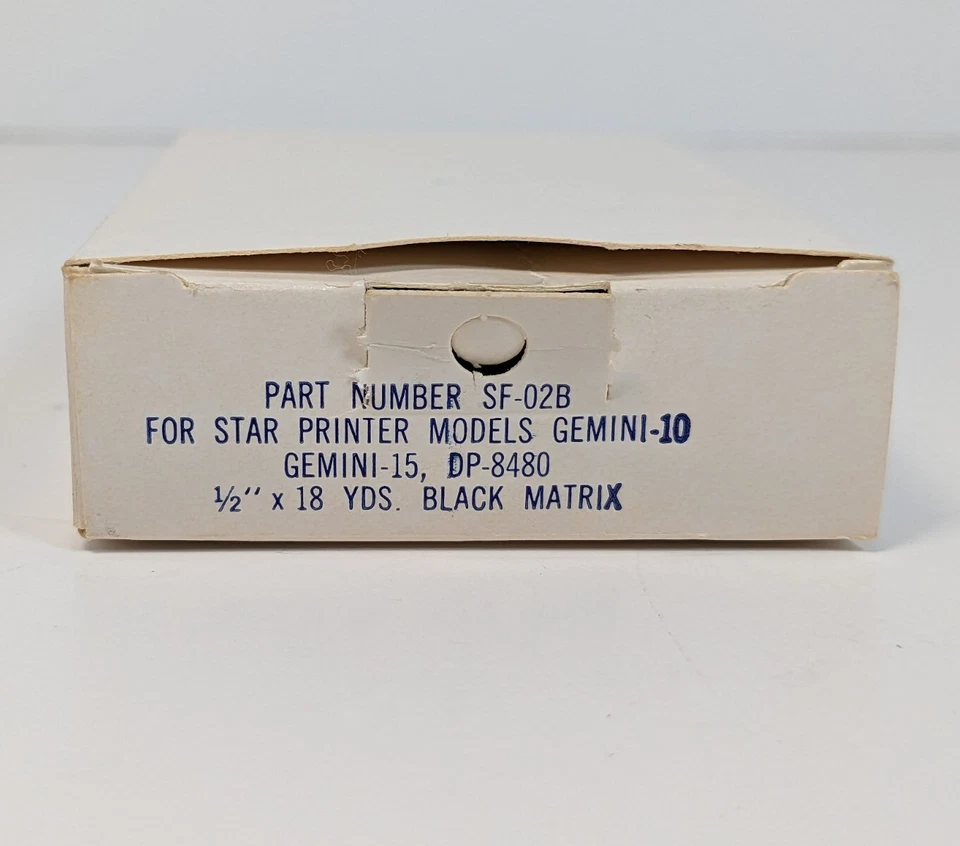 PART NUMBER SF-02B
FOR STAR PRINTER MODELS GEMINI-10
GEMINI-15, DP-8480
½" x 18 YDS. BLACK MATRIX